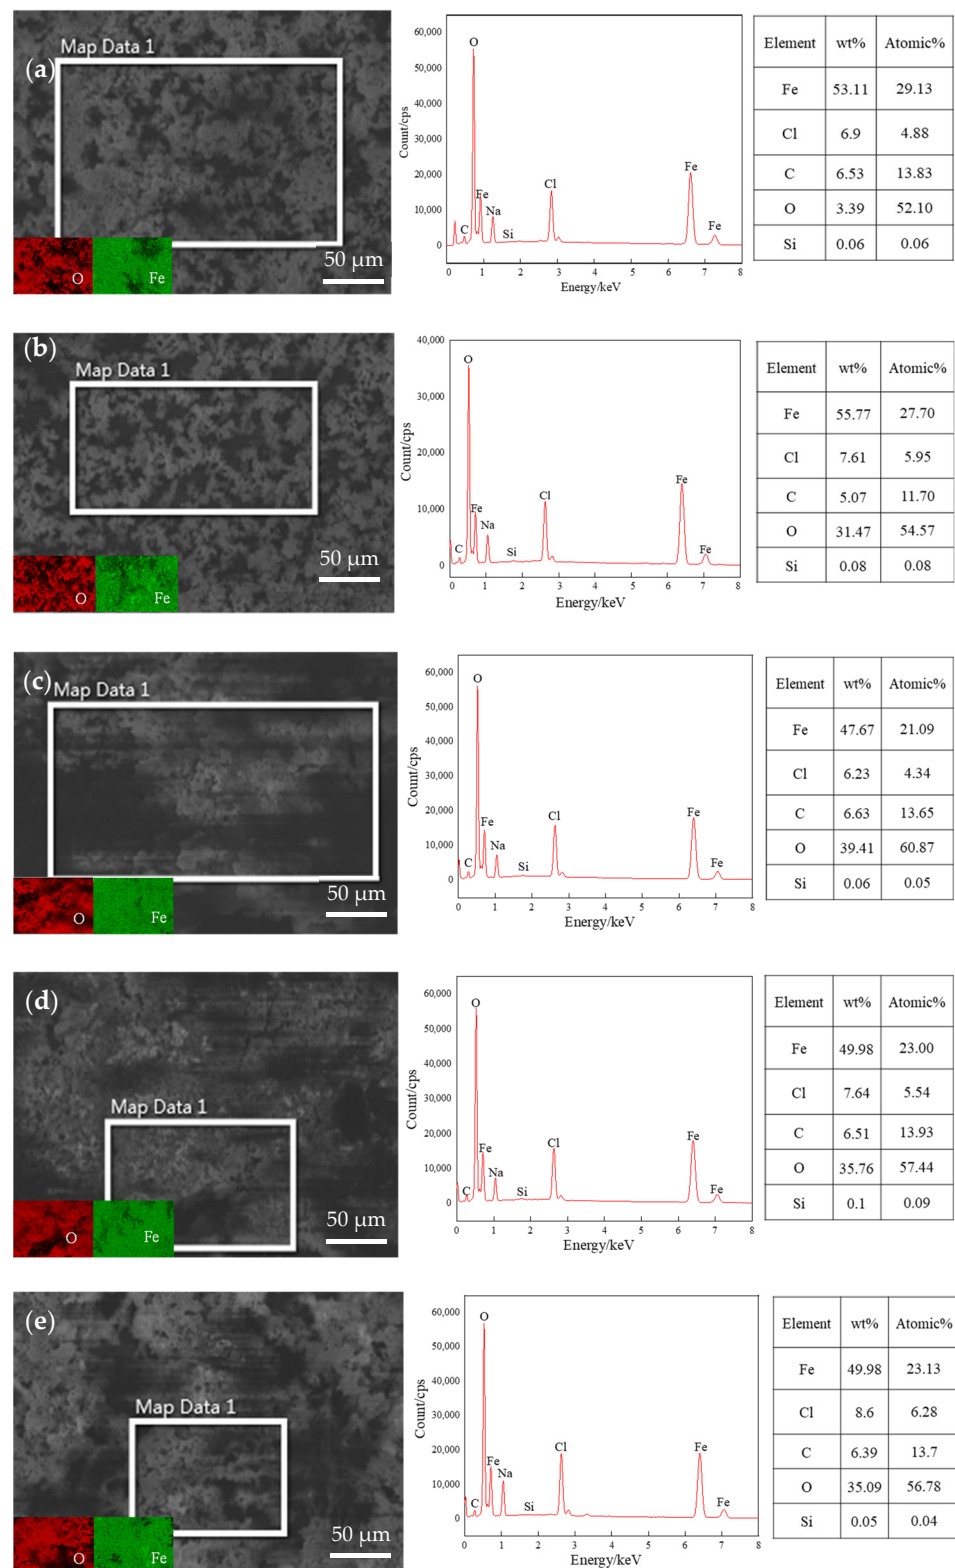 (a)
Map Data 1
O
Fe
50 µm
Count/cps
60,000
50,000
40,000
30,000
20,000
10,000
0
O
Fe
C
Na
Si
Cl
Fe
Fe
0 1 2 3 4 5 6 7 8
Energy/keV
Element wt% Atomic%
Fe 53.11 29.13
Cl 6.9 4.88
C 6.53 13.83
O 3.39 52.10
Si 0.06 0.06
(b)
Map Data 1
O
Fe
50 µm
Count/cps
40,000
30,000
20,000
10,000
0
O
Fe
C
Na
Si
Cl
Fe
Fe
0 1 2 3 4 5 6 7 8
Energy/keV
Element wt% Atomic%
Fe 55.77 27.70
Cl 7.61 5.95
C 5.07 11.70
O 31.47 54.57
Si 0.08 0.08
(c)
Map Data 1
O
Fe
50 µm
Count/cps
60,000
50,000
40,000
30,000
20,000
10,000
0
O
Fe
C
Na
Si
Cl
Fe
Fe
0 1 2 3 4 5 6 7 8
Energy/keV
Element wt% Atomic%
Fe 47.67 21.09
Cl 6.23 4.34
C 6.63 13.65
O 39.41 60.87
Si 0.06 0.05
(d)
Map Data 1
O
Fe
50 µm
Count/cps
60,000
50,000
40,000
30,000
20,000
10,000
0
O
Fe
C
Na
Si
Cl
Fe
Fe
0 1 2 3 4 5 6 7 8
Energy/keV
Element wt% Atomic%
Fe 49.98 23.00
Cl 7.64 5.54
C 6.51 13.93
O 35.76 57.44
Si 0.1 0.09
(e)
Map Data 1
O
Fe
50 µm
Count/cps
60,000
50,000
40,000
30,000
20,000
10,000
0
O
Fe
C
Na
Si
Cl
Fe
Fe
0 1 2 3 4 5 6 7 8
Energy/keV
Element wt% Atomic%
Fe 49.98 23.13
Cl 8.6 6.28
C 6.39 13.7
O 35.09 56.78
Si 0.05 0.04